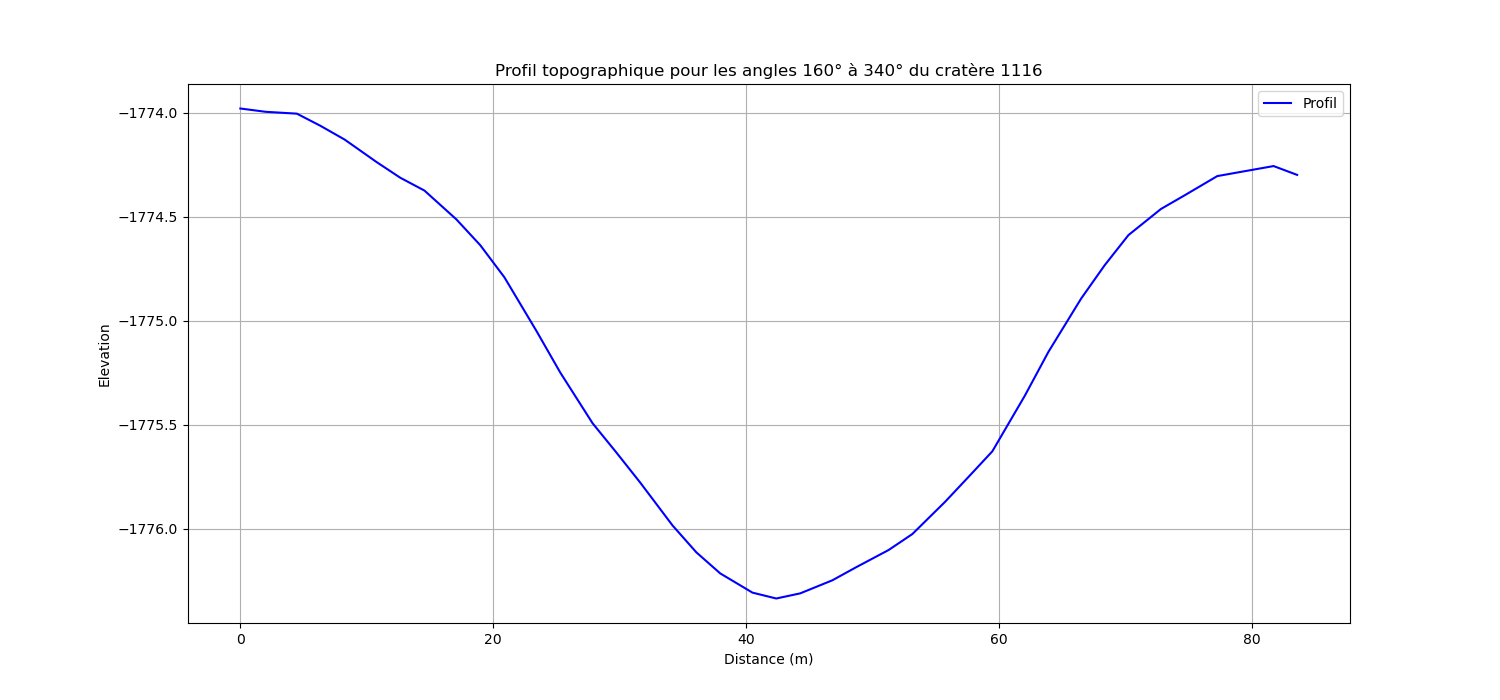 Profil topographique pour les angles 160° à 340° du cratère 1116
Profil
−1774.0
−1774.5
−1775.0
−1775.5
−1776.0
Elevation
0 20 40 60 80
Distance (m)